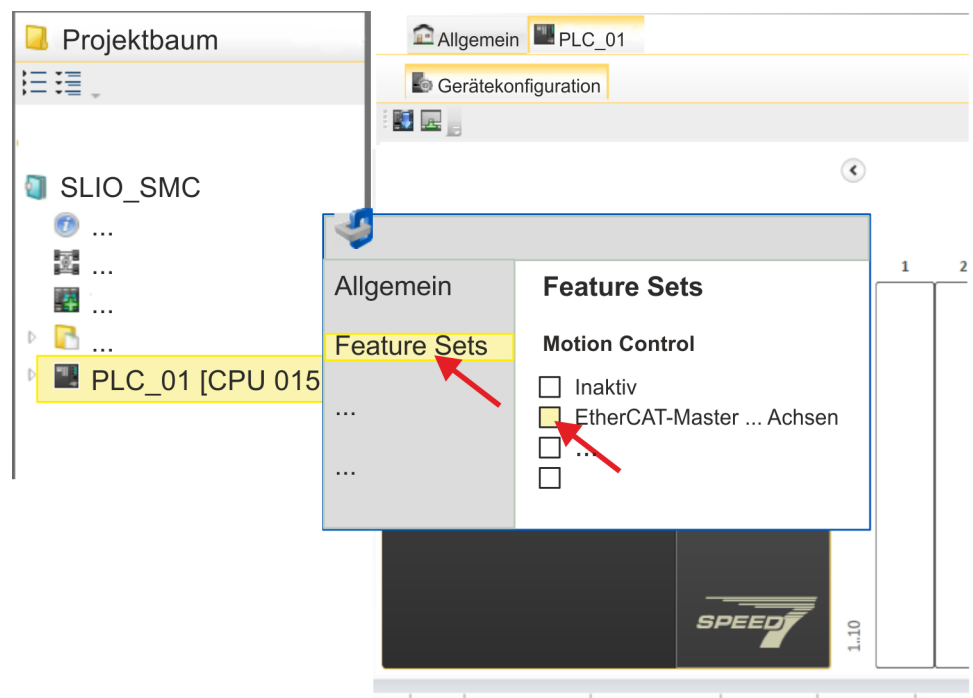 Projektbaum
SLIO_SMC
...
...
...
...
PLC_01 [CPU 015
Allgemein
PLC_01
Gerätekonfiguration
Allgemein
Feature Sets
...
...
Feature Sets
Motion Control
Inaktiv
EtherCAT-Master ... Achsen
...
1
2
SPEED7
1..10